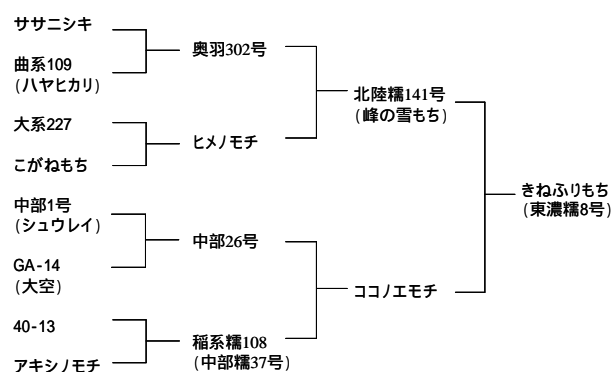 ササニシキ
曲系109
(ハヤヒカリ)
大系227
こがねもち
中部1号
(シュウレイ)
GA-14
(大空)
40-13
アキシノモチ
奥羽302号
ヒメノモチ
中部26号
稲系糯108
(中部糯37号)
北陸糯141号
(峰の雪もち)
ココノエモチ
きねふりもち
(東濃糯8号)